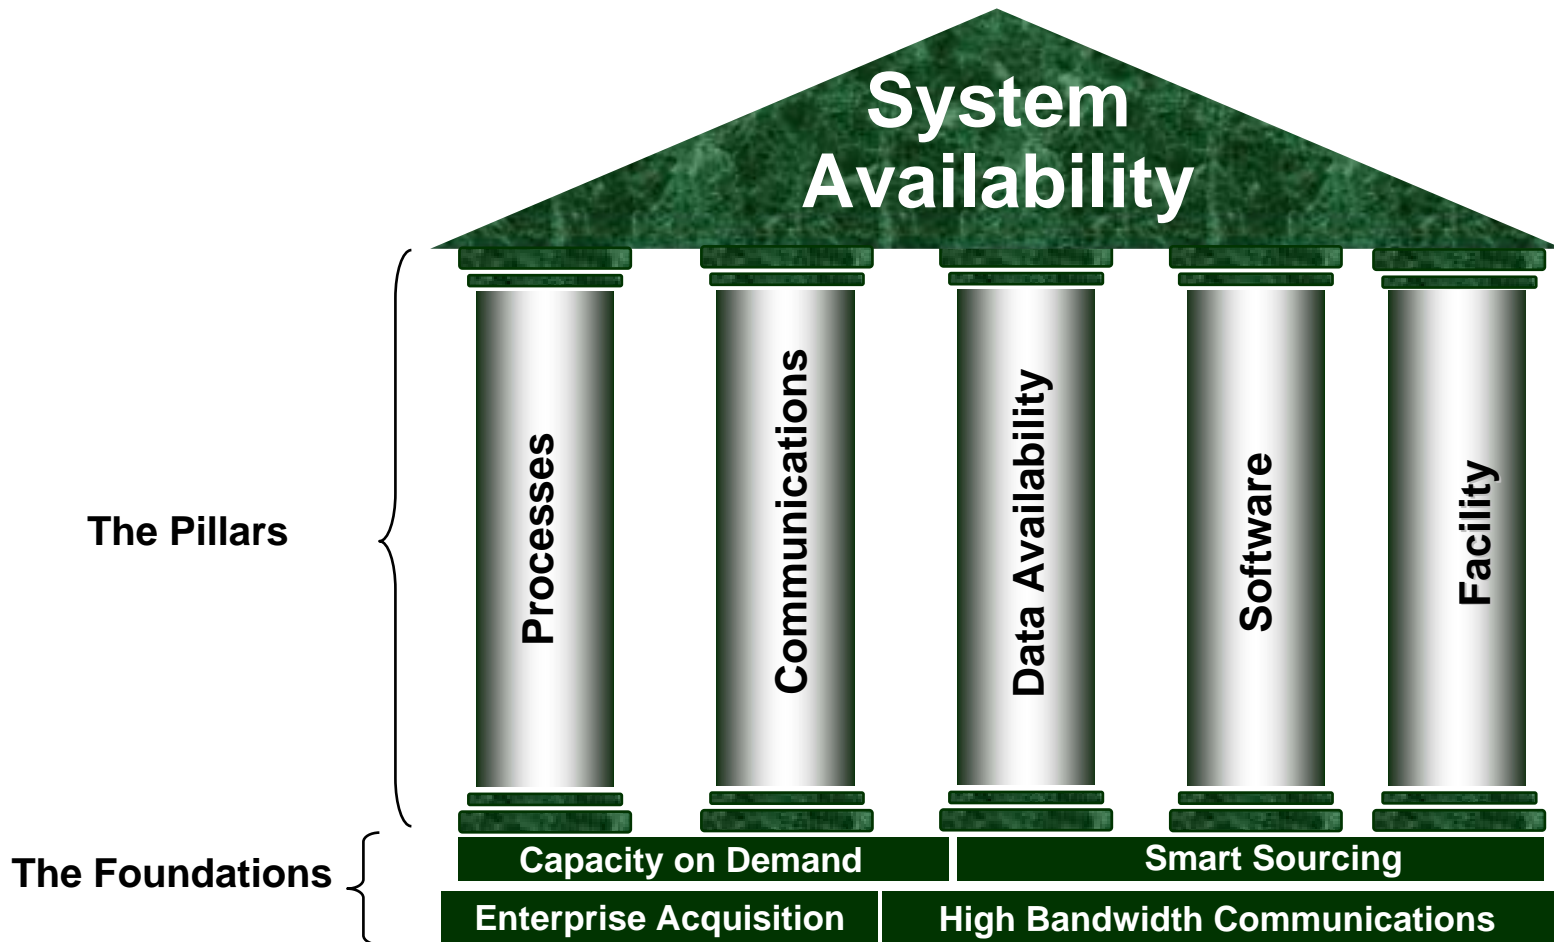 System
Availability
The Pillars
Processes
Communications
Data Availability
Software
Facility
The Foundations
Capacity on Demand
Smart Sourcing
Enterprise Acquisition
High Bandwidth Communications